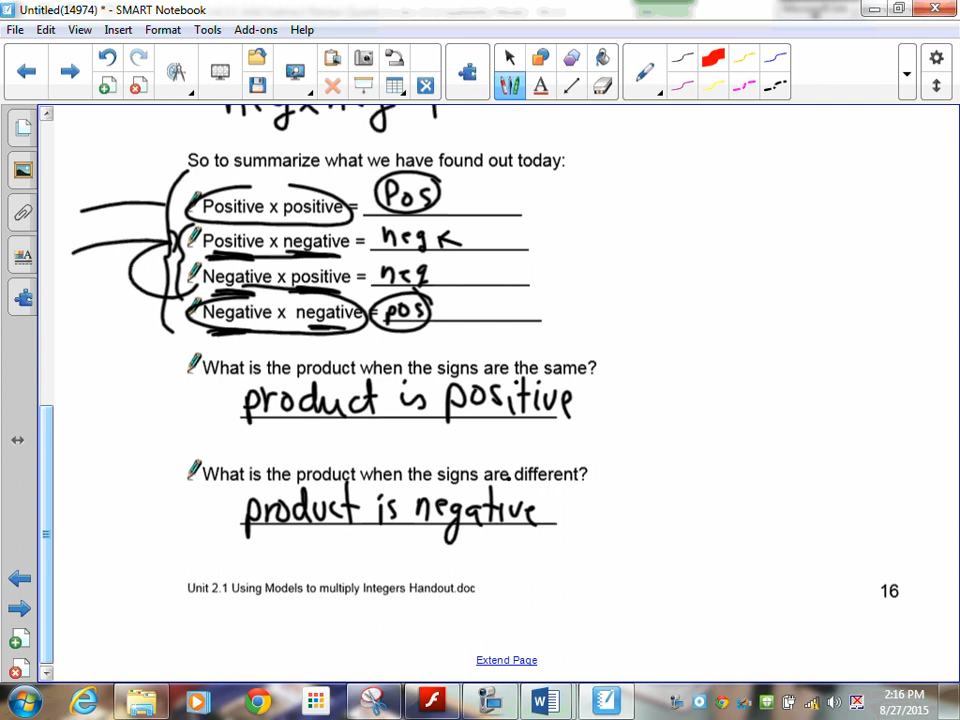 Untitled(14974) * - SMART Notebook
File Edit View Insert Format Tools Add-ons Help
So to summarize what we have found out today:
Positive x positive = Pos
Positive x negative = neg
Negative x positive = neg
Negative x negative = pos
What is the product when the signs are the same?
product is positive
What is the product when the signs are different?
product is negative
Unit 2.1 Using Models to multiply Integers Handout.doc
16
Extend Page
2:16 PM
8/27/2015